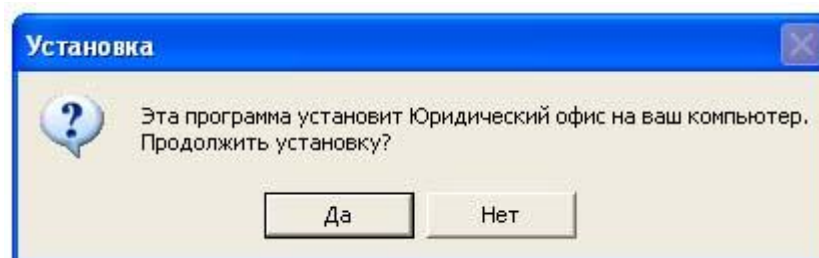 Установка
Эта программа установит Юридический офис на ваш компьютер.
Продолжить установку?
Да
Нет